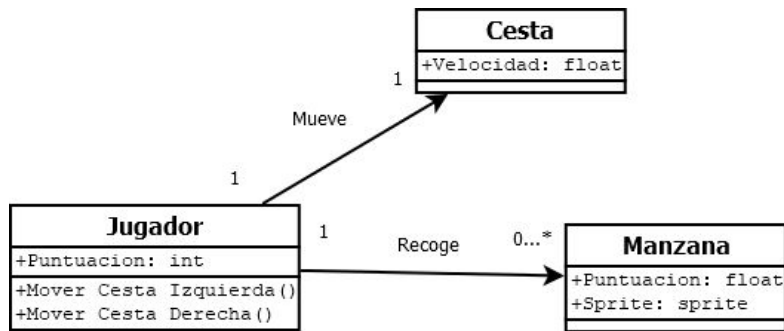 Cesta
+Velocidad: float
1
Mueve
1
Jugador
+Puntuacion: int
+Mover Cesta Izquierda()
+Mover Cesta Derecha()
1
Recoge
0...*
Manzana
+Puntuacion: float
+Sprite: sprite